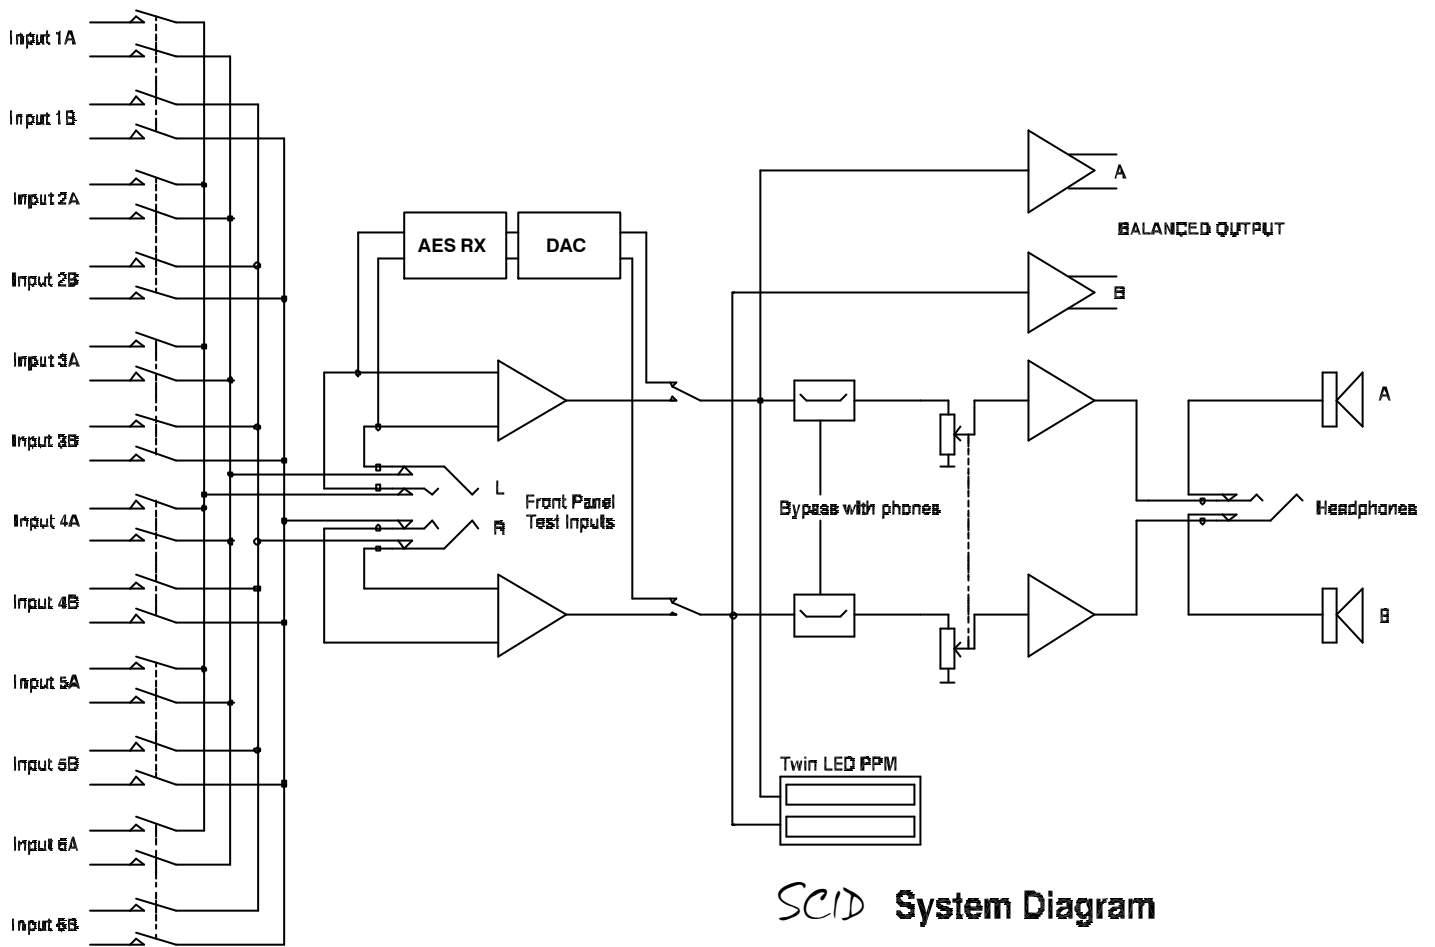 Input 1A
Input 1B
Input 2A
Input 2B
Input 3A
Input 3B
Input 4A
Input 4B
Input 5A
Input 5B
Input 6A
Input 6B
AES RX
DAC
L
R
Front Panel
Test Inputs
A
BALANCED OUTPUT
B
Bypass with phones
A
Headphones
B
Twin LED PPM
SCID System Diagram